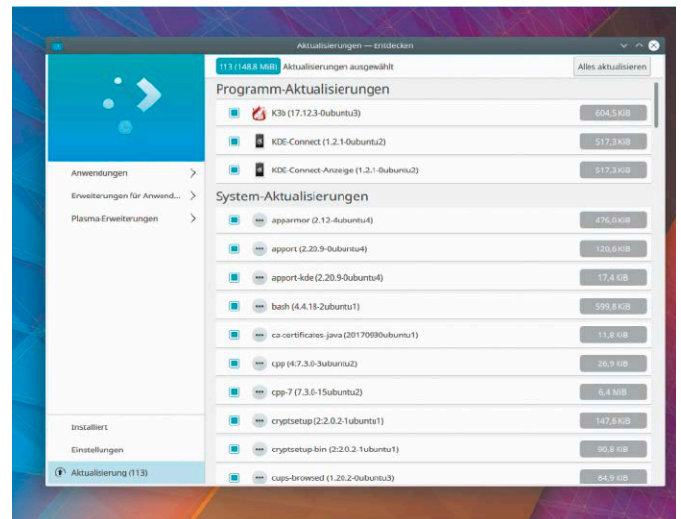 Aktualisierungen — Entdecken
113 (148.8 MiB) Aktualisierungen ausgewählt
Alles aktualisieren
Programm-Aktualisierungen
K3b (17.12.3-0ubuntu3)
604,5 KiB
KDE-Connect (1.2.1-0ubuntu2)
517,3 KiB
KDE-Connect-Anzeige (1.2.1-0ubuntu2)
517,3 KiB
System-Aktualisierungen
apparmor (2.12-4ubuntu4)
476,0 KiB
apport (2.20.9-0ubuntu4)
120,6 KiB
apport-kde (2.20.9-0ubuntu4)
17,4 KiB
bash (4.4.18-2ubuntu1)
599,8 KiB
ca-certificates-java (20170930ubuntu1)
11,8 KiB
cpp (4:7.3.0-3ubuntu2)
26,9 KiB
cpp-7 (7.3.0-15ubuntu2)
6,4 MiB
cryptsetup (2:2.0.2-1ubuntu1)
147,6 KiB
cryptsetup-bin (2:2.0.2-1ubuntu1)
90,8 KiB
cups-browsed (1.20.2-0ubuntu3)
64,9 KiB
Anwendungen
Erweiterungen für Anwend...
Plasma-Erweiterungen
Installiert
Einstellungen
Aktualisierung (113)